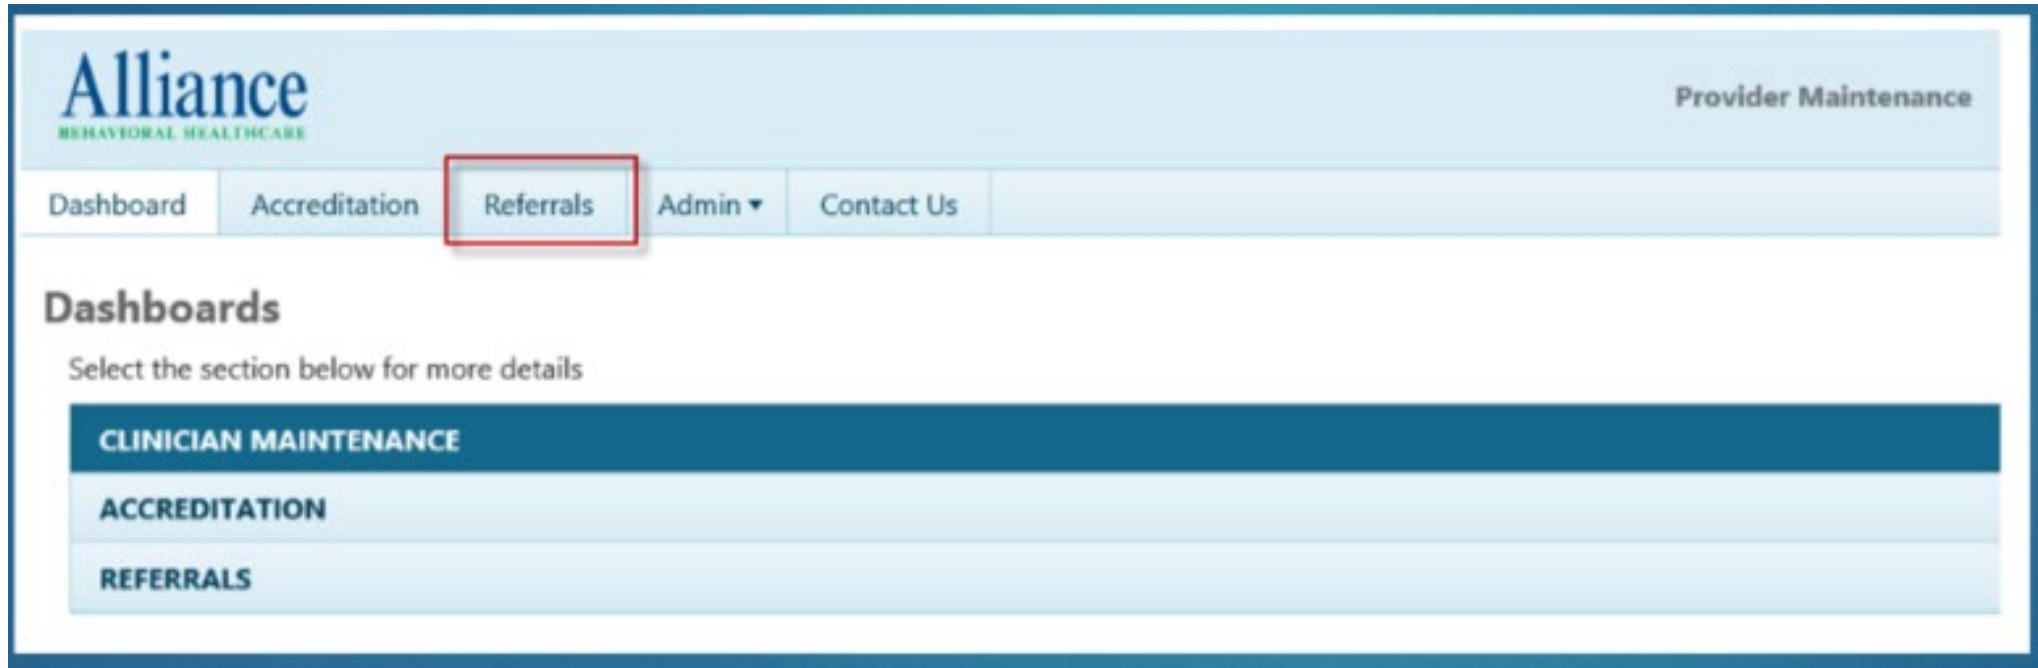 Alliance
BEHAVIORAL HEALTHCARE
Provider Maintenance
Dashboard Accreditation Referrals Admin ▾ Contact Us
Dashboards
Select the section below for more details
CLINICIAN MAINTENANCE
ACCREDITATION
REFERRALS